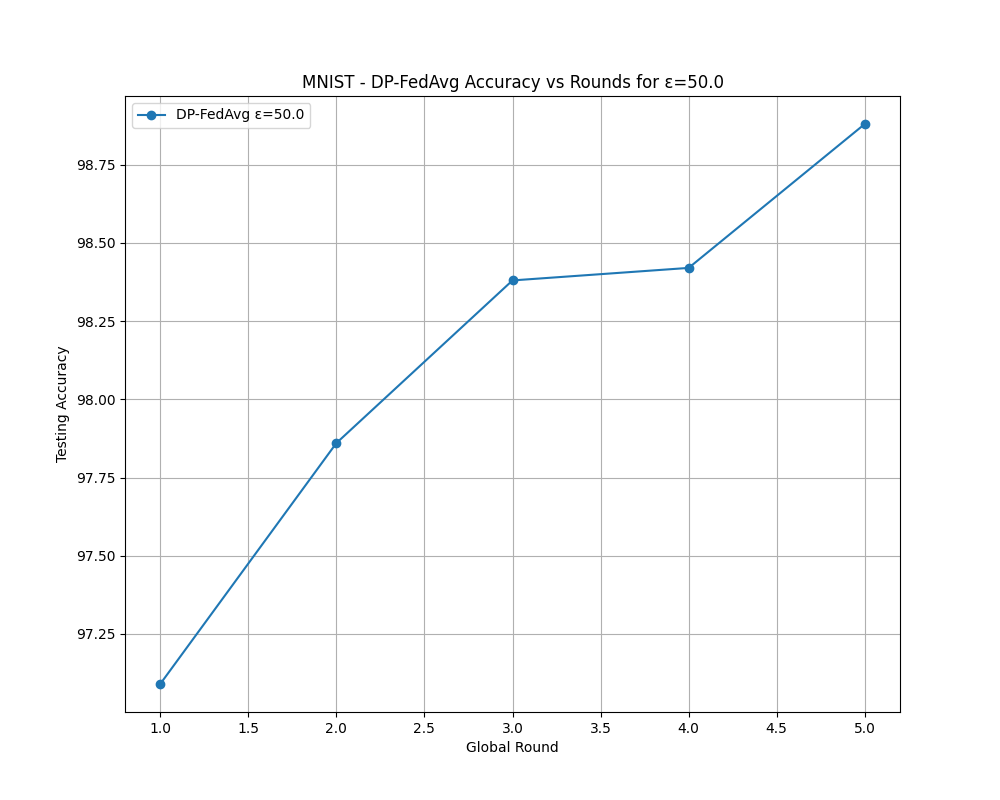 MNIST - DP-FedAvg Accuracy vs Rounds for ε=50.0
DP-FedAvg ε=50.0
Testing Accuracy
98.75
98.50
98.25
98.00
97.75
97.50
97.25
1.0 1.5 2.0 2.5 3.0 3.5 4.0 4.5 5.0
Global Round